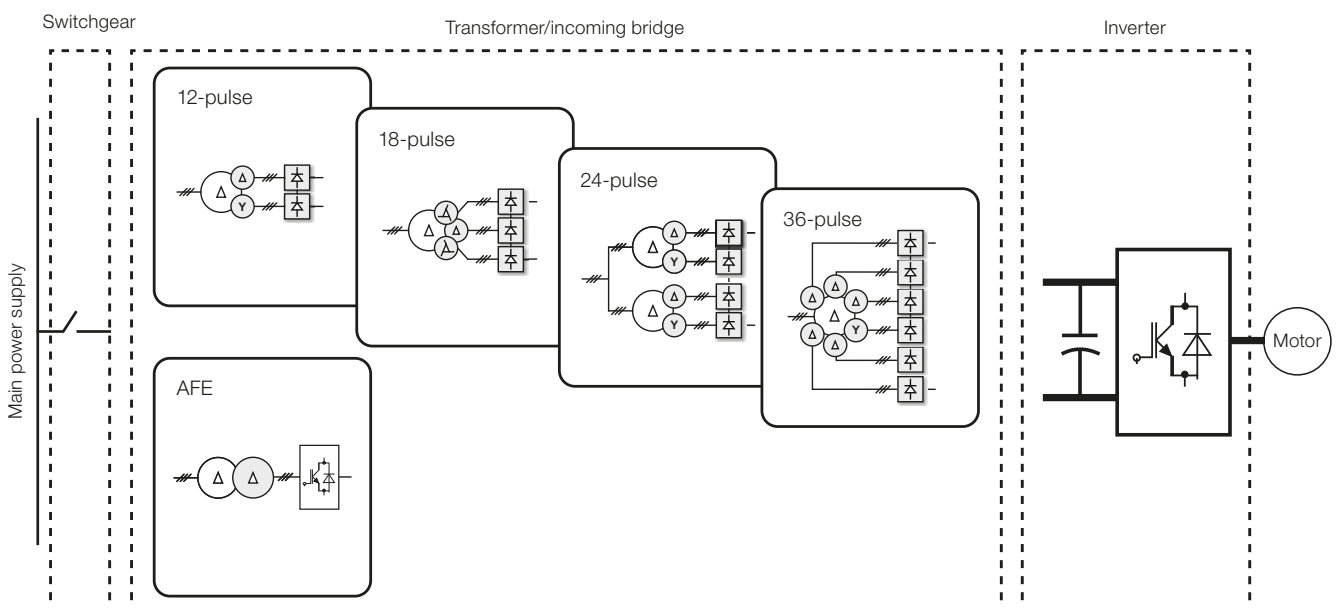 Switchgear
Transformer/incoming bridge
Inverter
Main power supply
12-pulse
Δ
Δ
Y
18-pulse
Δ
Δ
24-pulse
Δ
Δ
Y
Δ
Δ
Y
36-pulse
Δ
Δ
Δ
Δ
Y
Δ
Δ
AFE
Δ
Δ
Motor